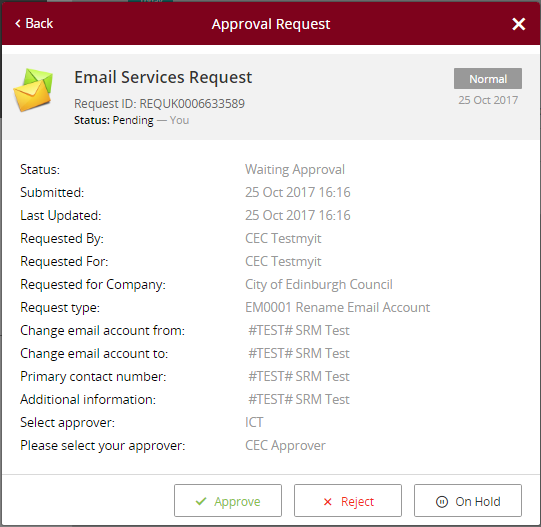 Back
Approval Request
Email Services Request
Normal
Request ID: REQUK0006633589
25 Oct 2017
Status: Pending — You
Status: Waiting Approval
Submitted: 25 Oct 2017 16:16
Last Updated: 25 Oct 2017 16:16
Requested By: CEC Testmyit
Requested For: CEC Testmyit
Requested for Company: City of Edinburgh Council
Request type: EM0001 Rename Email Account
Change email account from: #TEST# SRM Test
Change email account to: #TEST# SRM Test
Primary contact number: #TEST# SRM Test
Additional information: #TEST# SRM Test
Select approver: ICT
Please select your approver: CEC Approver
Approve
Reject
On Hold